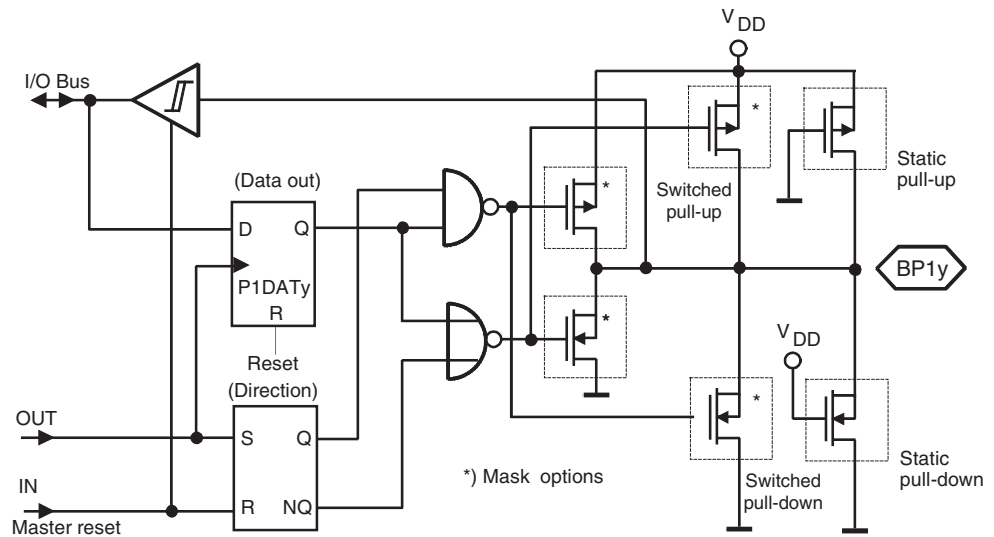 V DD
I/O Bus
*
*
Static
pull-up
Switched
pull-up
(Data out)
D
Q
P1DATy
R
BP1y
*
Reset
(Direction)
V DD
OUT
S
Q
*
*) Mask options
Switched
pull-down
Static
pull-down
IN
R
NQ
Master reset